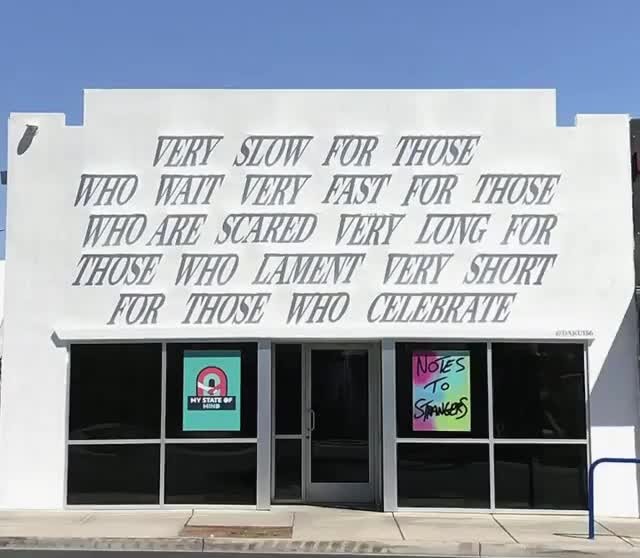 VERY SLOW FOR THOSE
WHO WAIT VERY FAST FOR THOSE
WHO ARE SCARED VERY LONG FOR
THOSE WHO LAMENT VERY SHORT
FOR THOSE WHO CELEBRATE
@DAKU156
MY STATE OF
MIND
NOTES
TO
STRANGERS